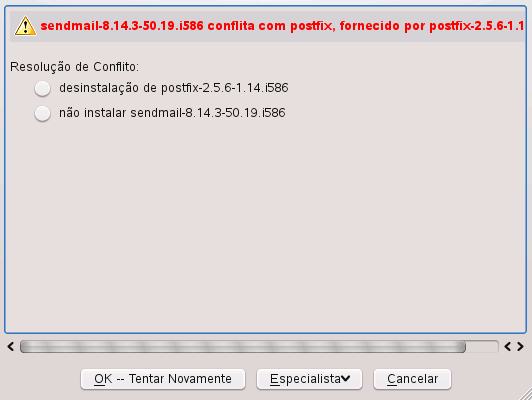 sendmail-8.14.3-50.19.i586 conflita com postfix, fornecido por postfix-2.5.6-1.1
Resolução de Conflito:
desinstalação de postfix-2.5.6-1.14.i586
não instalar sendmail-8.14.3-50.19.i586
OK -- Tentar Novamente
Especialista
Cancelar